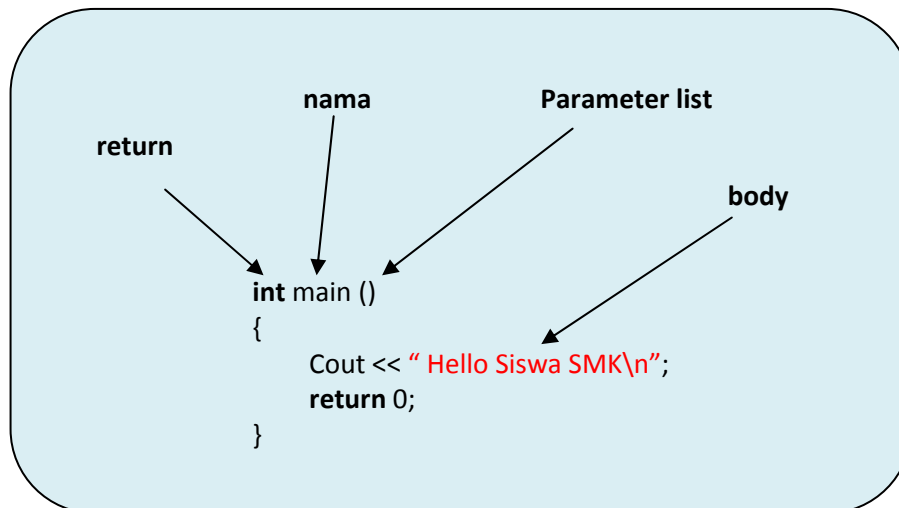 nama
Parameter list
return
body
int main ()
{
Cout << “ Hello Siswa SMK\n”;
return 0;
}